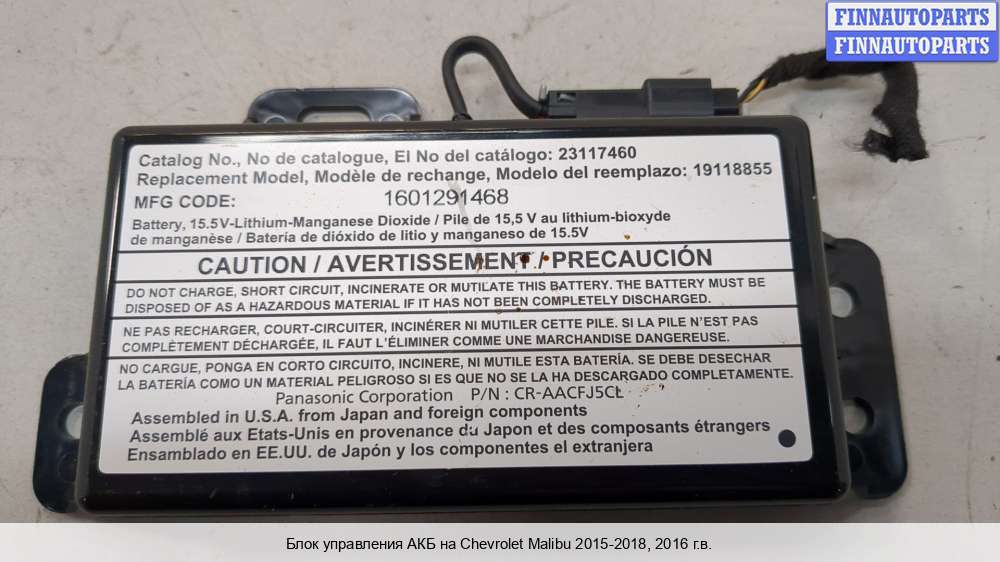 FINNAUTOPARTS
FINNAUTOPARTS
Catalog No., No de catalogue, El No del catálogo: 23117460
Replacement Model, Modèle de rechange, Modelo del reemplazo: 19118855
MFG CODE: 1601291468
Battery, 15.5V-Lithium-Manganese Dioxide / Pile de 15,5 V au lithium-bioxyde
de manganèse / Batería de dióxido de litio y manganeso de 15.5V
CAUTION / AVERTISSEMENT / PRECAUCIÓN
DO NOT CHARGE, SHORT CIRCUIT, INCINERATE OR MUTILATE THIS BATTERY. THE BATTERY MUST BE
DISPOSED OF AS A HAZARDOUS MATERIAL IF IT HAS NOT BEEN COMPLETELY DISCHARGED.
NE PAS RECHARGER, COURT-CIRCUITER, INCINÉRER NI MUTILER CETTE PILE. SI LA PILE N'EST PAS
COMPLÈTEMENT DÉCHARGÉE, IL FAUT L'ÉLIMINER COMME UNE MARCHANDISE DANGEREUSE.
NO CARGUE, PONGA EN CORTO CIRCUITO, INCINERE, NI MUTILE ESTA BATERÍA. SE DEBE DESECHAR
LA BATERÍA COMO UN MATERIAL PELIGROSO SI ES QUE NO SE LA HA DESCARGADO COMPLETAMENTE.
Panasonic Corporation P/N : CR-AACFJ5CL
Assembled in U.S.A. from Japan and foreign components
Assemblé aux Etats-Unis en provenance du Japon et des composants étrangers
Ensamblado en EE.UU. de Japón y los componentes el extranjera
Блок управления АКБ на Chevrolet Malibu 2015-2018, 2016 г.в.